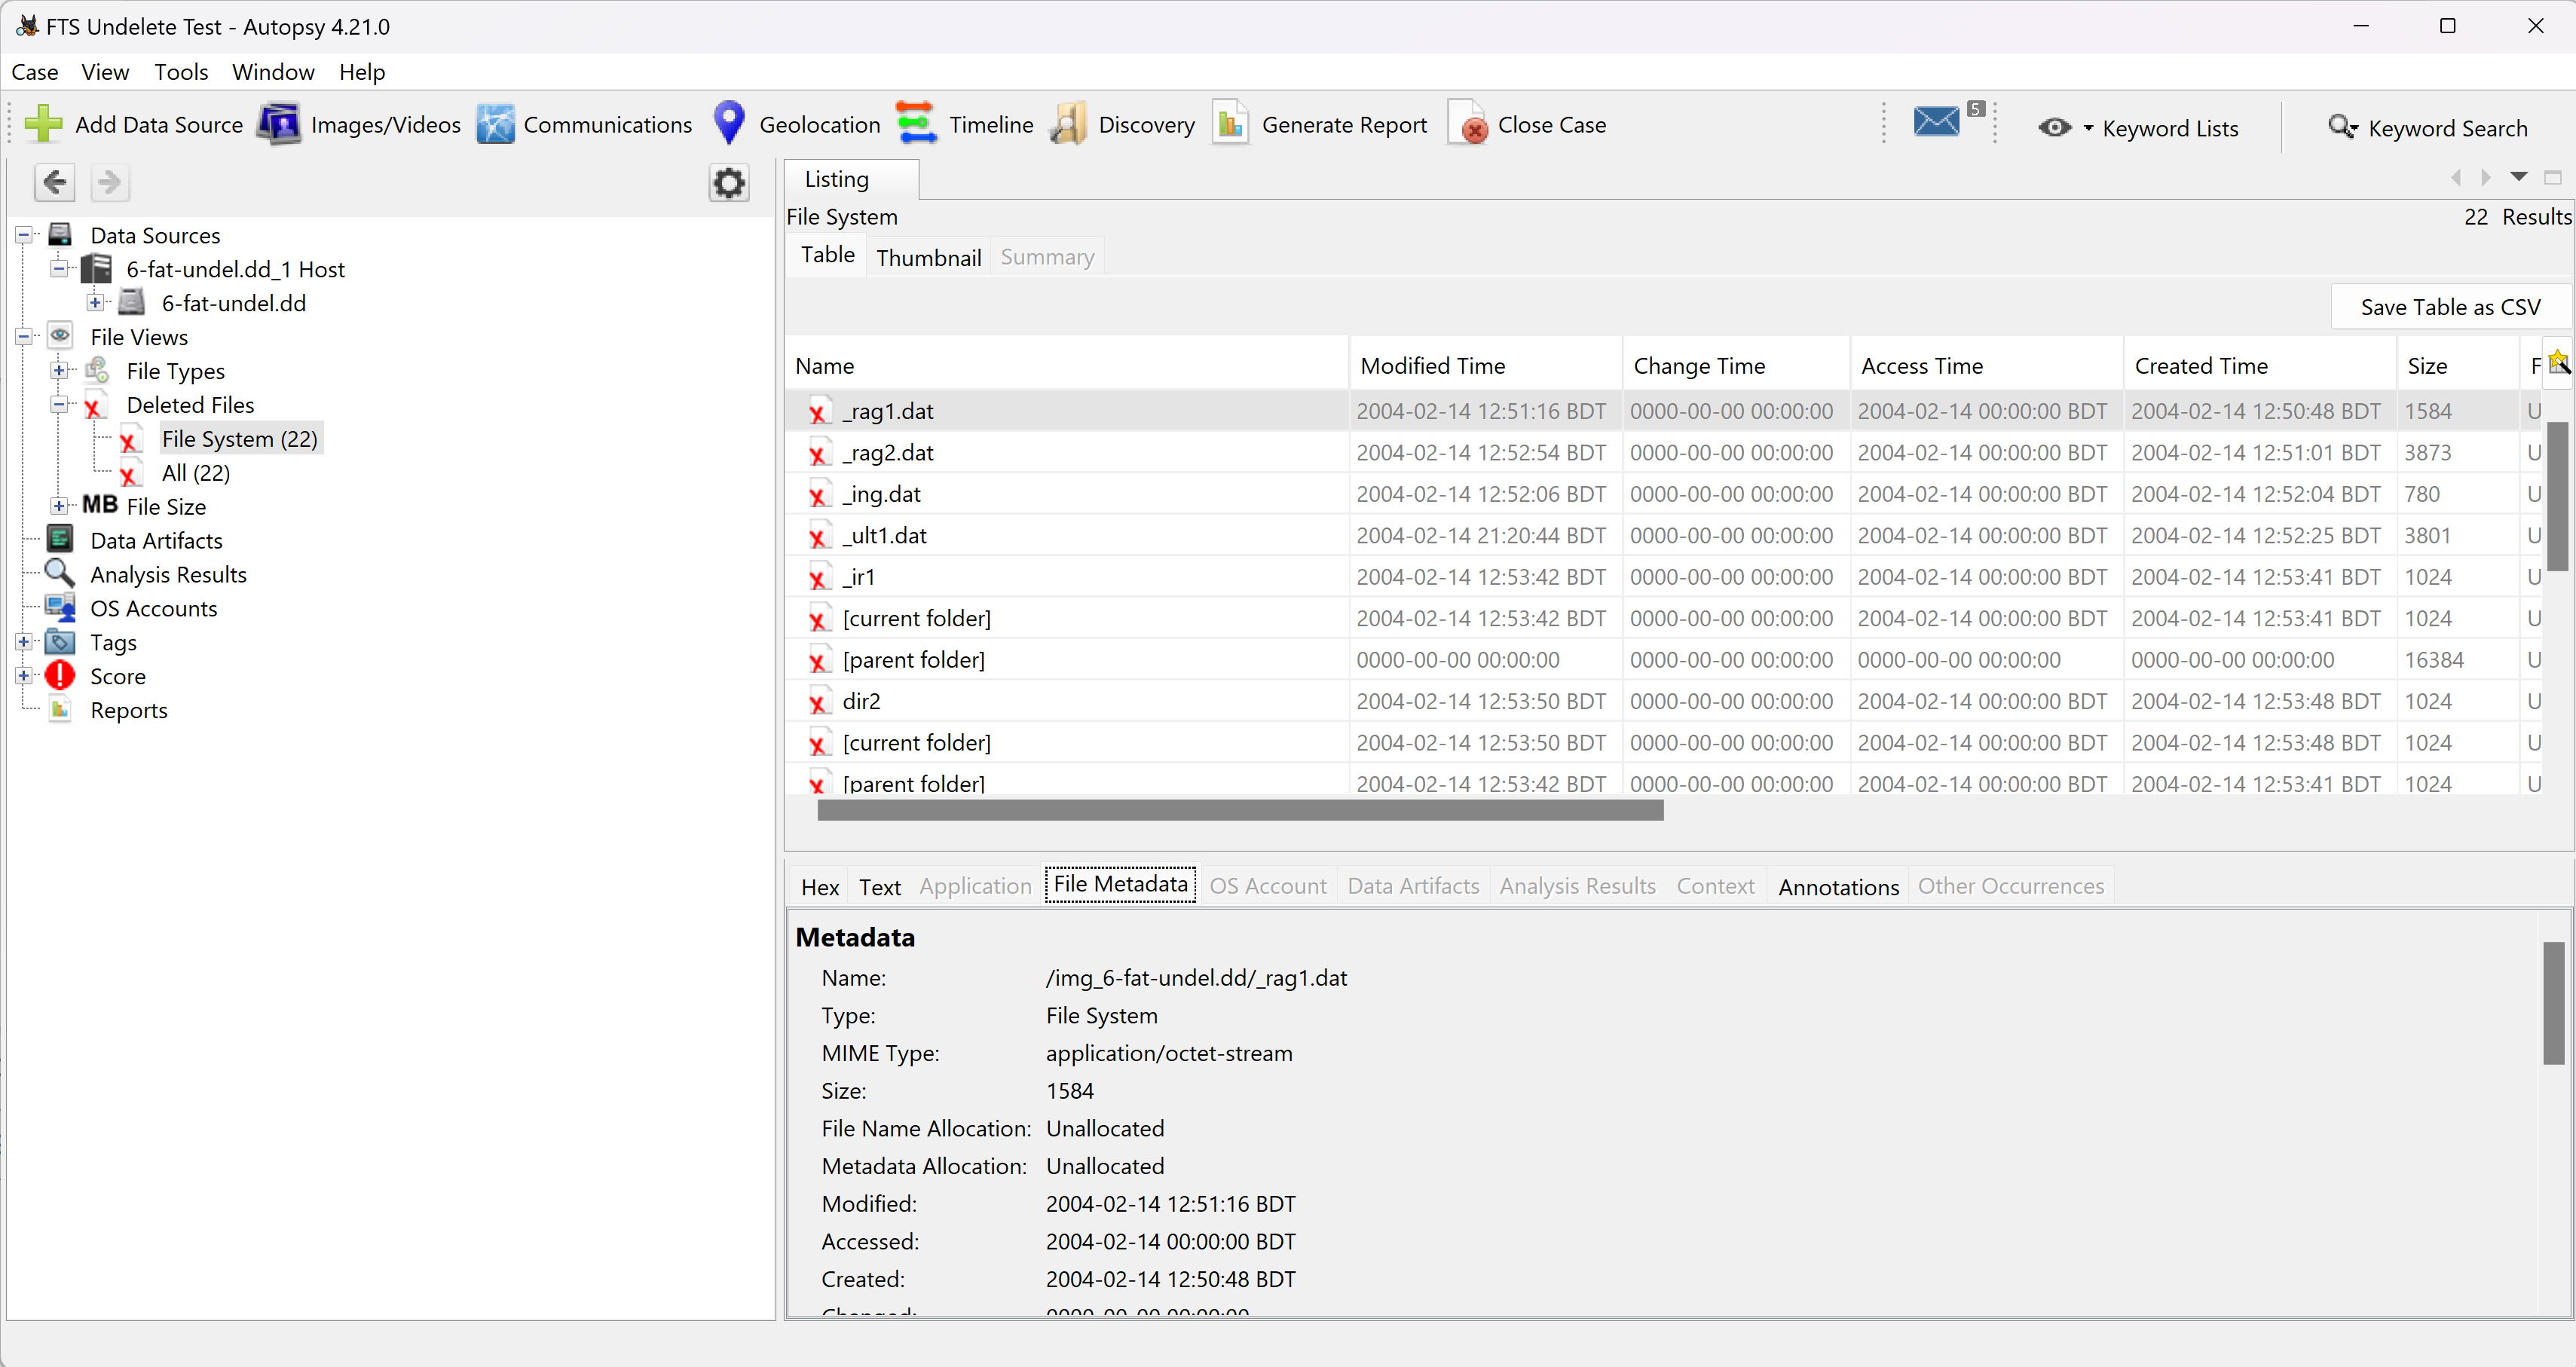 FTS Undelete Test - Autopsy 4.21.0
Case View Tools Window Help
Add Data Source Images/Videos Communications Geolocation Timeline Discovery Generate Report Close Case 5 Keyword Lists Keyword Search
Listing
File System 22 Results
Table Thumbnail Summary
Save Table as CSV
Data Sources
6-fat-undel.dd_1 Host
6-fat-undel.dd
File Views
File Types
Deleted Files
File System (22)
All (22)
MB File Size
Data Artifacts
Analysis Results
OS Accounts
Tags
Score
Reports
Name Modified Time Change Time Access Time Created Time Size F
_rag1.dat 2004-02-14 12:51:16 BDT 0000-00-00 00:00:00 2004-02-14 00:00:00 BDT 2004-02-14 12:50:48 BDT 1584 U
_rag2.dat 2004-02-14 12:52:54 BDT 0000-00-00 00:00:00 2004-02-14 00:00:00 BDT 2004-02-14 12:51:01 BDT 3873 U
_ing.dat 2004-02-14 12:52:06 BDT 0000-00-00 00:00:00 2004-02-14 00:00:00 BDT 2004-02-14 12:52:04 BDT 780 U
_ult1.dat 2004-02-14 21:20:44 BDT 0000-00-00 00:00:00 2004-02-14 00:00:00 BDT 2004-02-14 12:52:25 BDT 3801 U
_ir1 2004-02-14 12:53:42 BDT 0000-00-00 00:00:00 2004-02-14 00:00:00 BDT 2004-02-14 12:53:41 BDT 1024 U
[current folder] 2004-02-14 12:53:42 BDT 0000-00-00 00:00:00 2004-02-14 00:00:00 BDT 2004-02-14 12:53:41 BDT 1024 U
[parent folder] 0000-00-00 00:00:00 0000-00-00 00:00:00 0000-00-00 00:00:00 0000-00-00 00:00:00 16384 U
dir2 2004-02-14 12:53:50 BDT 0000-00-00 00:00:00 2004-02-14 00:00:00 BDT 2004-02-14 12:53:48 BDT 1024 U
[current folder] 2004-02-14 12:53:50 BDT 0000-00-00 00:00:00 2004-02-14 00:00:00 BDT 2004-02-14 12:53:48 BDT 1024 U
[parent folder] 2004-02-14 12:53:42 BDT 0000-00-00 00:00:00 2004-02-14 00:00:00 BDT 2004-02-14 12:53:41 BDT 1024 U
Hex Text Application File Metadata OS Account Data Artifacts Analysis Results Context Annotations Other Occurrences
Metadata
Name: /img_6-fat-undel.dd/_rag1.dat
Type: File System
MIME Type: application/octet-stream
Size: 1584
File Name Allocation: Unallocated
Metadata Allocation: Unallocated
Modified: 2004-02-14 12:51:16 BDT
Accessed: 2004-02-14 00:00:00 BDT
Created: 2004-02-14 12:50:48 BDT
Changed: 0000-00-00 00:00:00